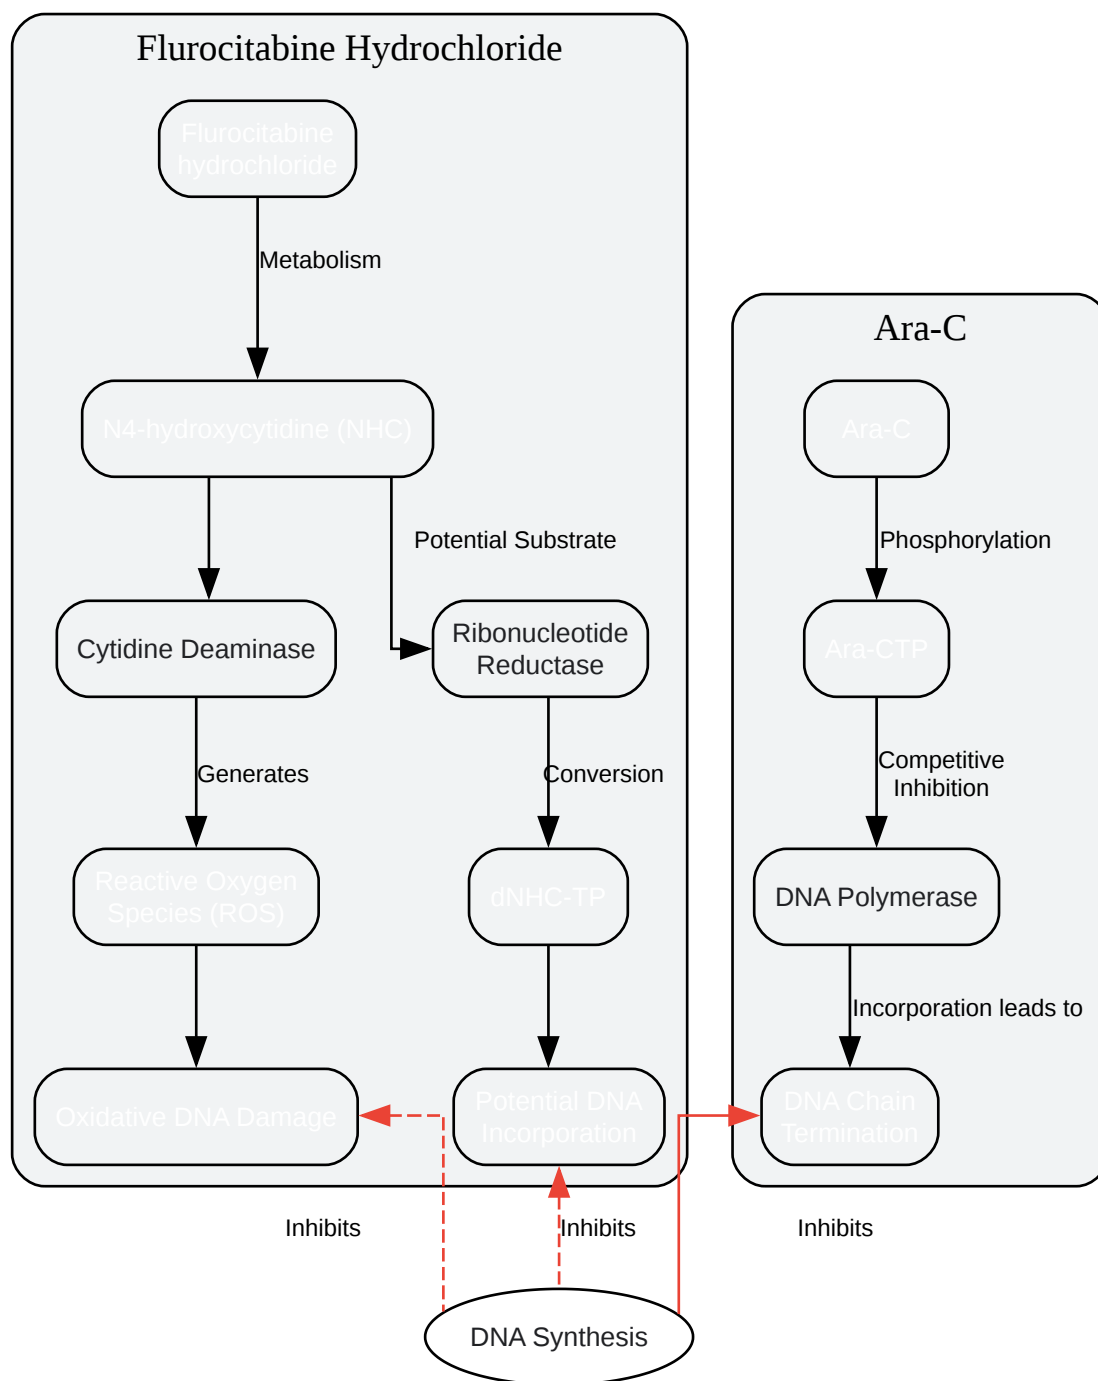 Flurocitabine Hydrochloride
Flurocitabine
hydrochloride
Metabolism
N4-hydroxycytidine (NHC)
Potential Substrate
Cytidine Deaminase
Ribonucleotide
Reductase
Generates
Conversion
Reactive Oxygen
Species (ROS)
dNHC-TP
Oxidative DNA Damage
Potential DNA
Incorporation
Ara-C
Ara-C
Phosphorylation
Ara-CTP
Competitive
Inhibition
DNA Polymerase
Incorporation leads to
DNA Chain
Termination
Inhibits
Inhibits
Inhibits
DNA Synthesis